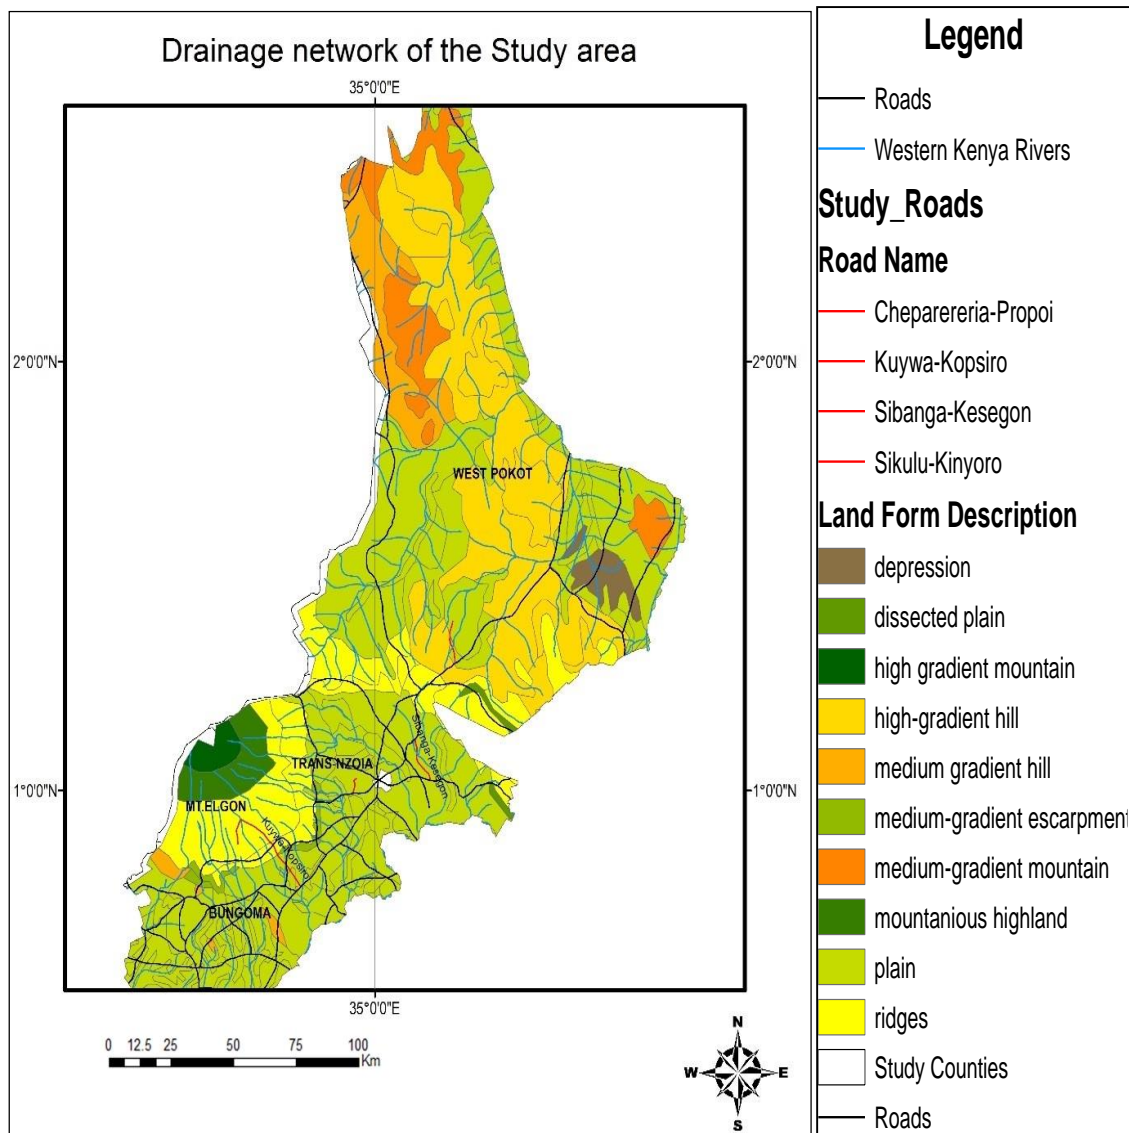 Drainage network of the Study area
35°0'0"E
2°0'0"N
2°0'0"N
WEST POKOT
Sibanga-Kesegon
TRANS-NZOIA
1°0'0"N
1°0'0"N
MT.ELGON
Kuywa-Kopsiro
BUNGOMA
35°0'0"E
0 12.5 25 50 75 100
Km
N
W E
S
Legend
Roads
Western Kenya Rivers
Study_Roads
Road Name
Cheparereria-Propoi
Kuywa-Kopsiro
Sibanga-Kesegon
Sikulu-Kinyoro
Land Form Description
depression
dissected plain
high gradient mountain
high-gradient hill
medium gradient hill
medium-gradient escarpment
medium-gradient mountain
mountanious highland
plain
ridges
Study Counties
Roads